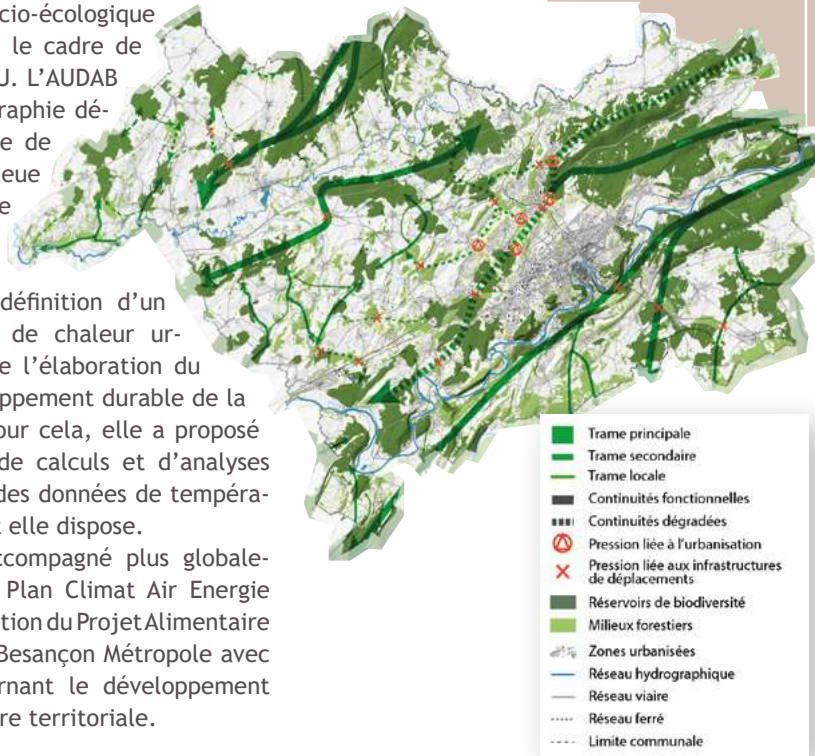 cio-écologique
le cadre de
U. L’AUDAB
graphie dé-
e de
leue
e
définition d’un
de chaleur ur-
e l’élaboration du
ppement durable de la
our cela, elle a proposé
de calculs et d’analyses
des données de tempéra-
elle dispose.
ccompagné plus globale-
Plan Climat Air Energie
tion du Projet Alimentaire
Besançon Métropole avec
rnant le développement
re territoriale.
Trame principale
Trame secondaire
Trame locale
Continuités fonctionnelles
Continuités dégradées
Pression liée à l’urbanisation
Pression liée aux infrastructures
de déplacements
Réservoirs de biodiversité
Milieux forestiers
Zones urbanisées
Réseau hydrographique
Réseau viaire
Réseau ferré
Limite communale